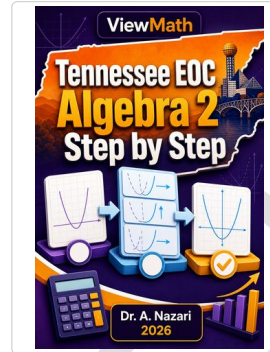 ViewMath
Tennessee EOC
Algebra 2
Step by Step
Dr. A. Nazari
2026